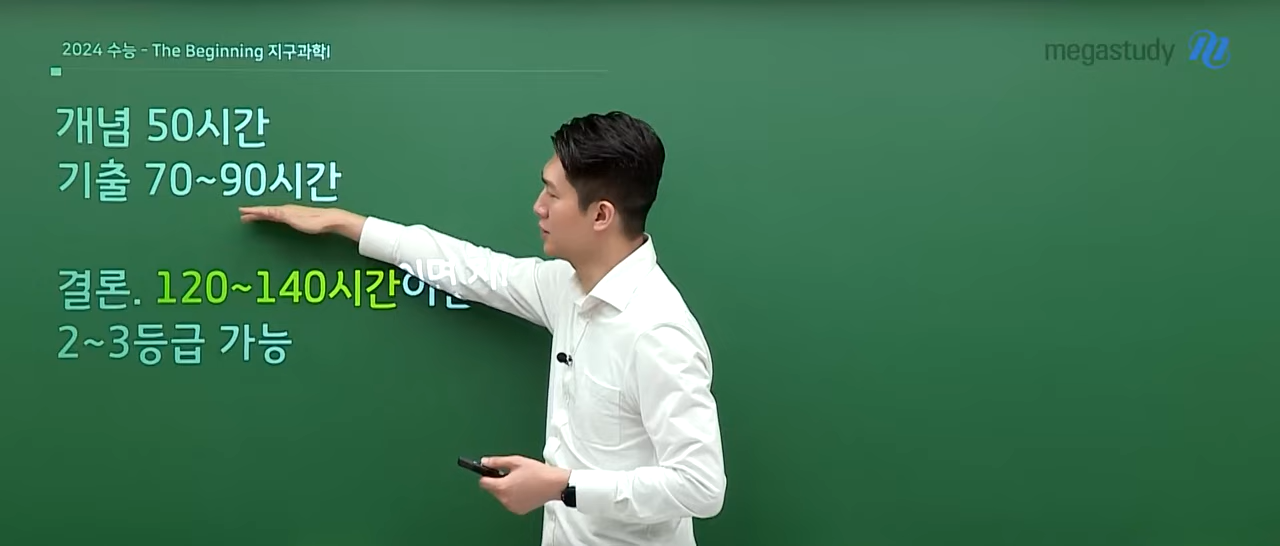 2024 수능 - The Beginning 지구과학I
megastudy
개념 50시간
기출 70~90시간
결론. 120~140시간이면
2~3등급 가능